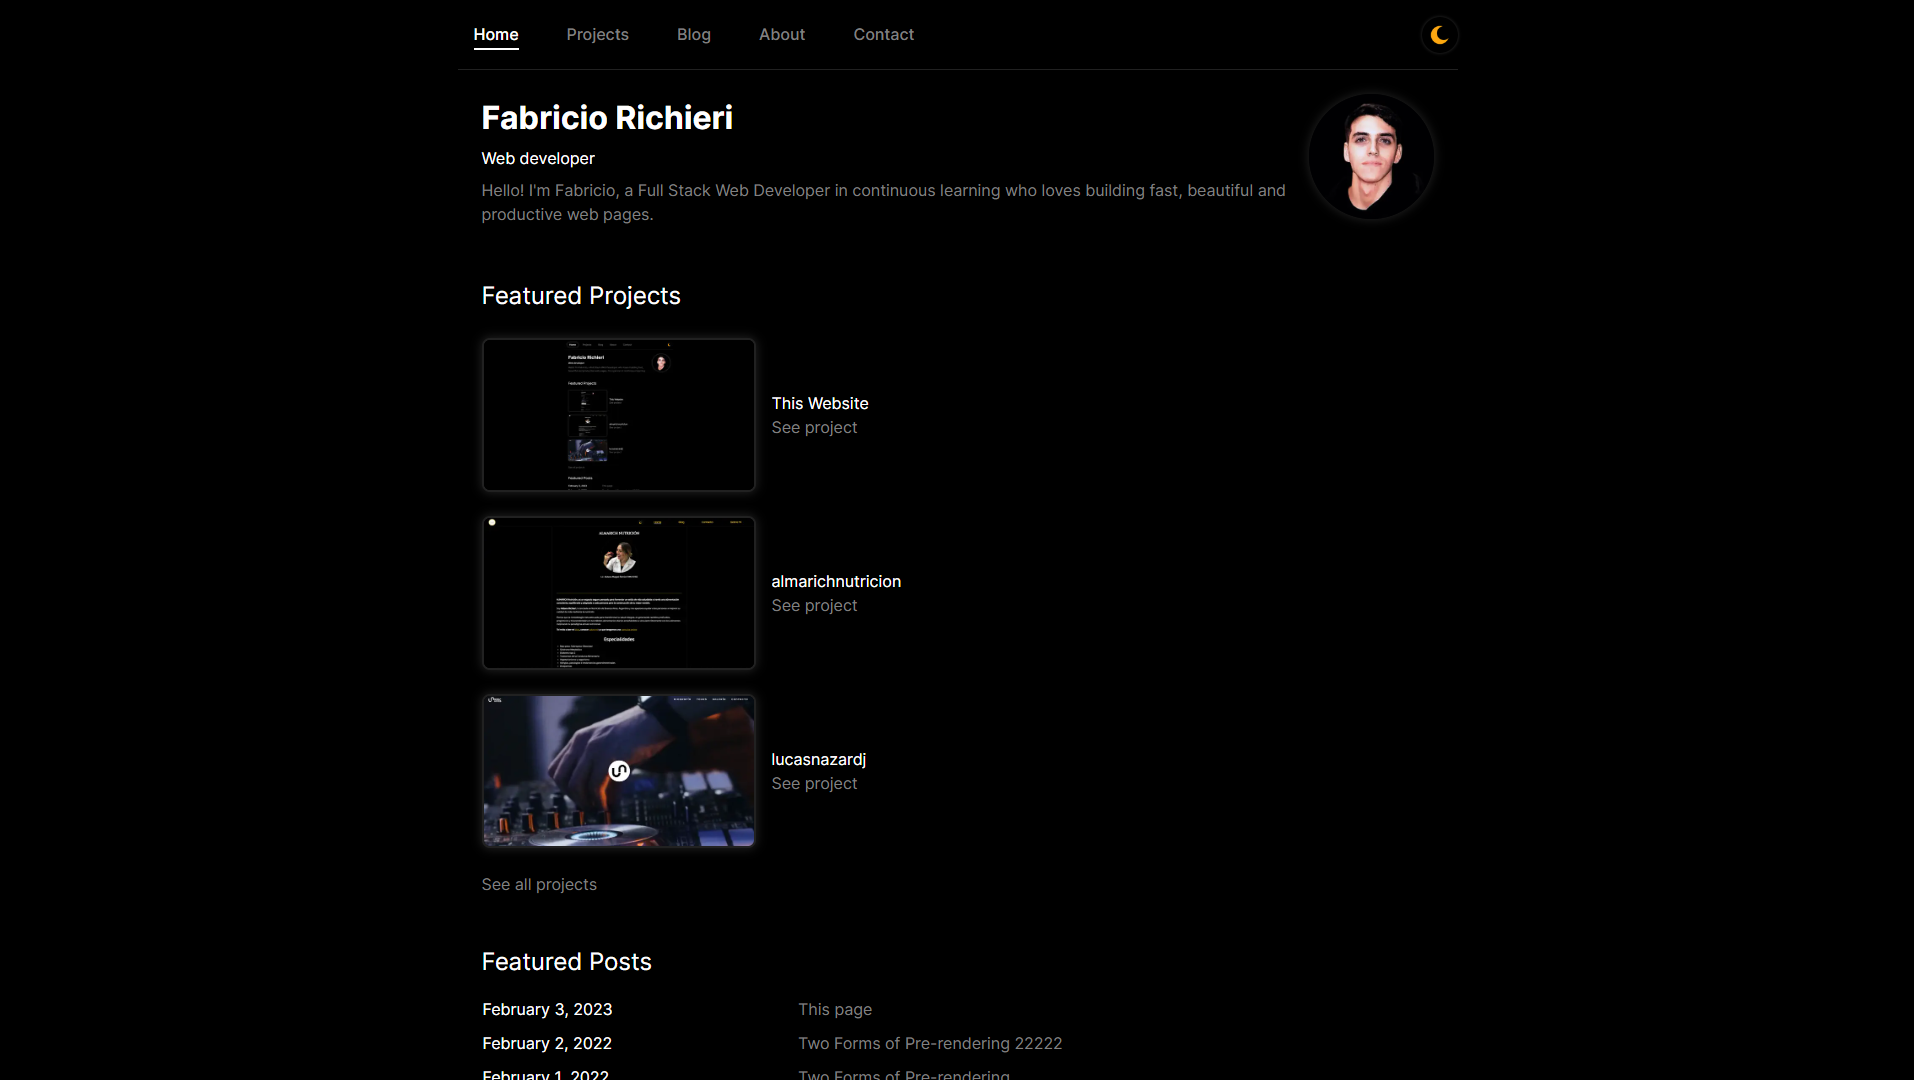 Home Projects Blog About Contact
Fabricio Richieri
Web developer
Hello! I'm Fabricio, a Full Stack Web Developer in continuous learning who loves building fast, beautiful and
productive web pages.
Featured Projects
This Website
See project
almarichnutricion
See project
Especialidades
lucasnazardj
See project
See all projects
Featured Posts
February 3, 2023 This page
February 2, 2022 Two Forms of Pre-rendering 22222
February 1, 2022 Two Forms of Pre-rendering